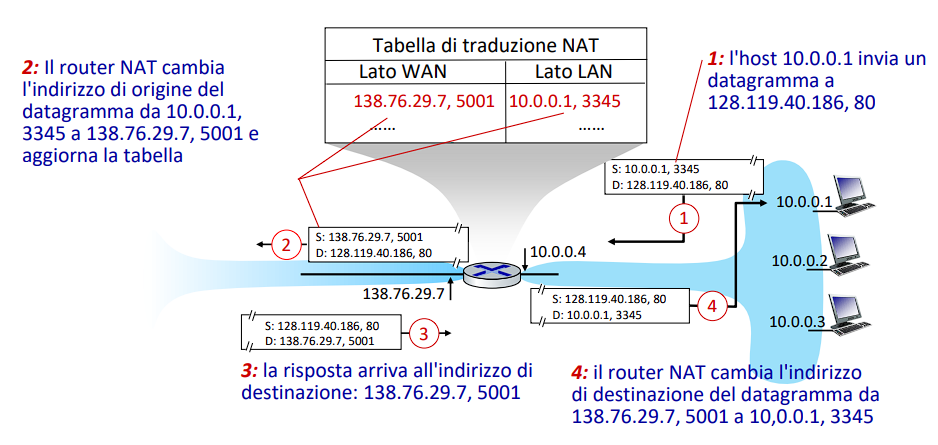 Tabella di traduzione NAT
Lato WAN
Lato LAN
138.76.29.7, 5001
10.0.0.1, 3345
……
……
2: Il router NAT cambia
l'indirizzo di origine del
datagramma da 10.0.0.1,
3345 a 138.76.29.7, 5001 e
aggiorna la tabella
1: l'host 10.0.0.1 invia un
datagramma a
128.119.40.186, 80
S: 10.0.0.1, 3345
D: 128.119.40.186, 80
1
10.0.0.1
2
S: 138.76.29.7, 5001
D: 128.119.40.186, 80
10.0.0.4
10.0.0.2
138.76.29.7
S: 128.119.40.186, 80
D: 10.0.0.1, 3345
4
10.0.0.3
S: 128.119.40.186, 80
D: 138.76.29.7, 5001
3
3: la risposta arriva all'indirizzo di
destinazione: 138.76.29.7, 5001
4: il router NAT cambia l'indirizzo
di destinazione del datagramma da
138.76.29.7, 5001 a 10,0.0.1, 3345